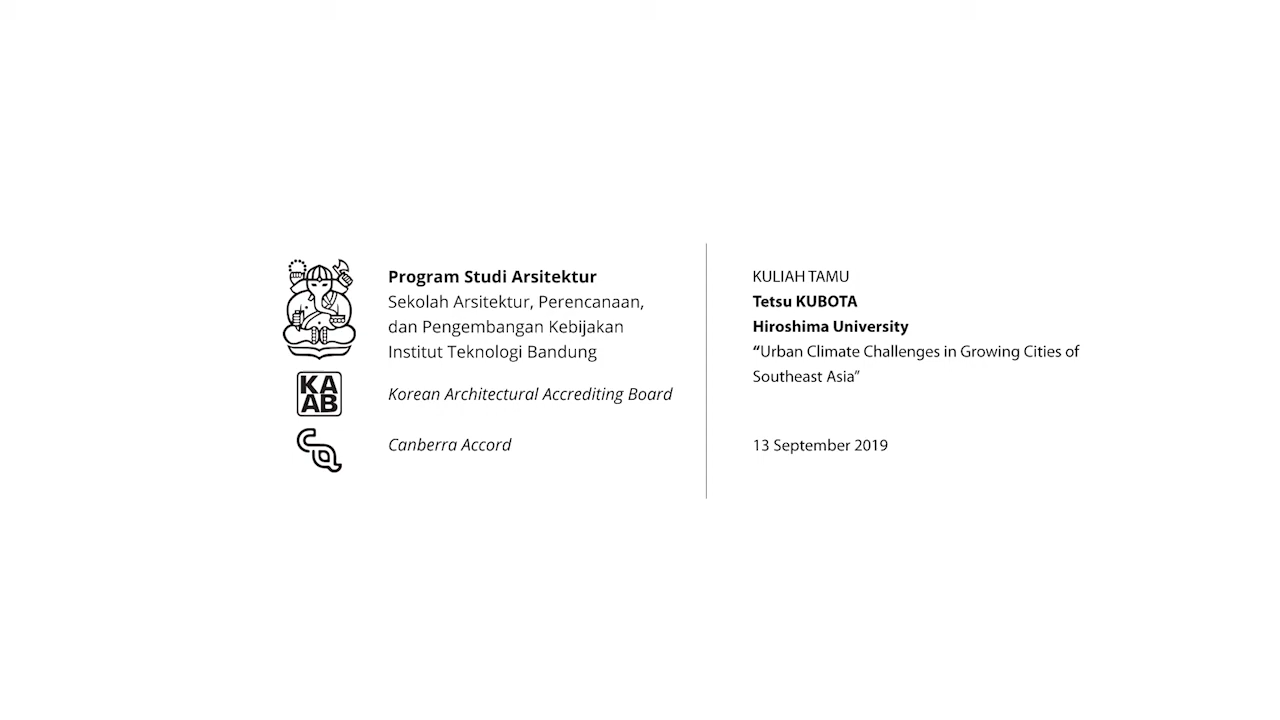 Program Studi Arsitektur
Sekolah Arsitektur, Perencanaan,
dan Pengembangan Kebijakan
Institut Teknologi Bandung
KA
AB
Korean Architectural Accrediting Board
Canberra Accord
KULIAH TAMU
Tetsu KUBOTA
Hiroshima University
“Urban Climate Challenges in Growing Cities of
Southeast Asia”
13 September 2019